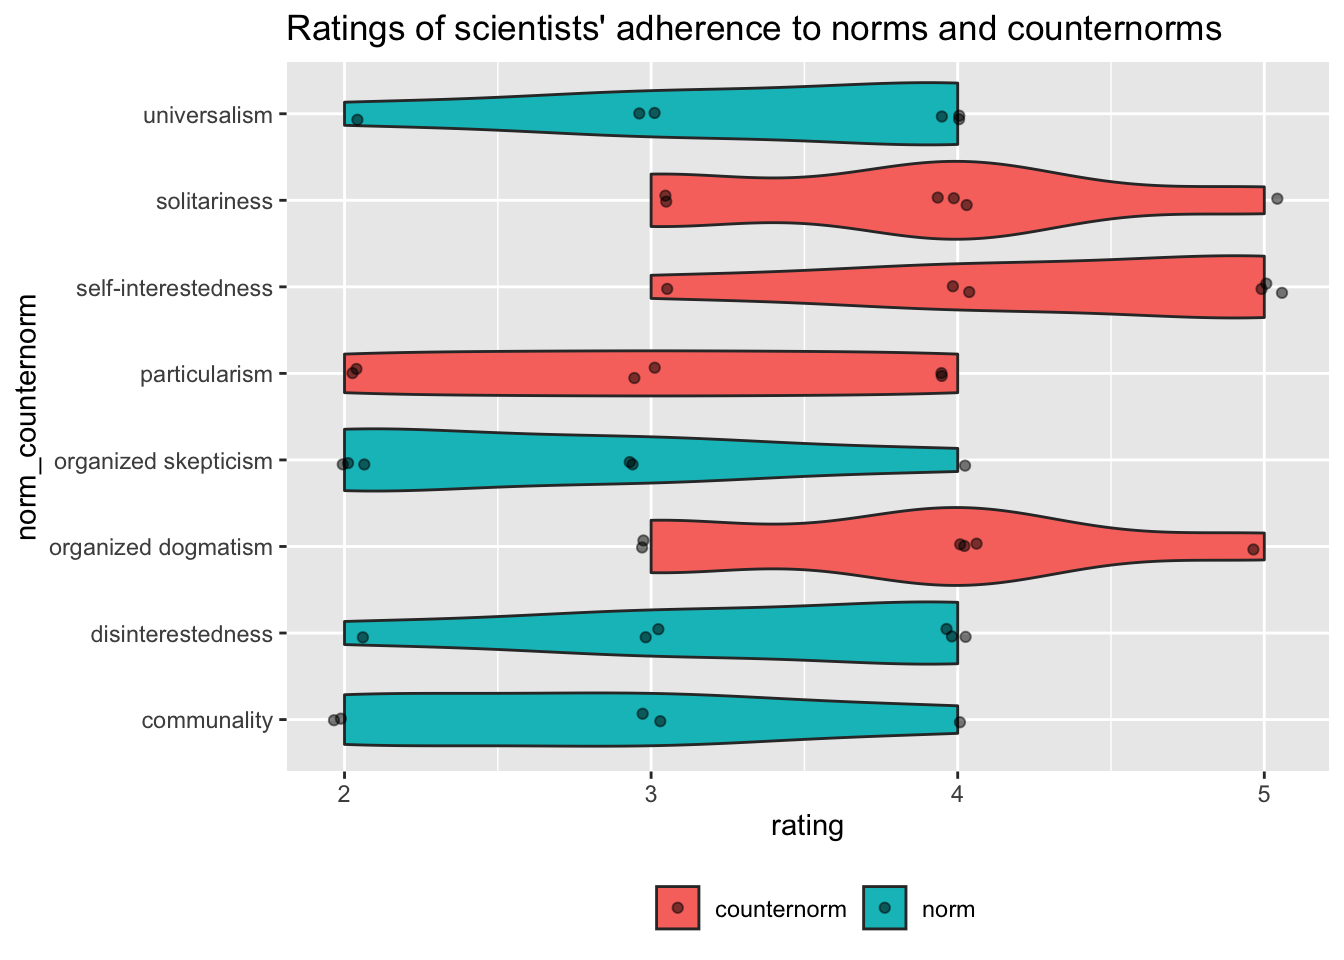 Ratings of scientists' adherence to norms and counternorms
universalism
solitariness
self-interestedness
particularism
organized skepticism
organized dogmatism
disinterestedness
communality
norm_counternorm
2 3 4 5
rating
counternorm norm